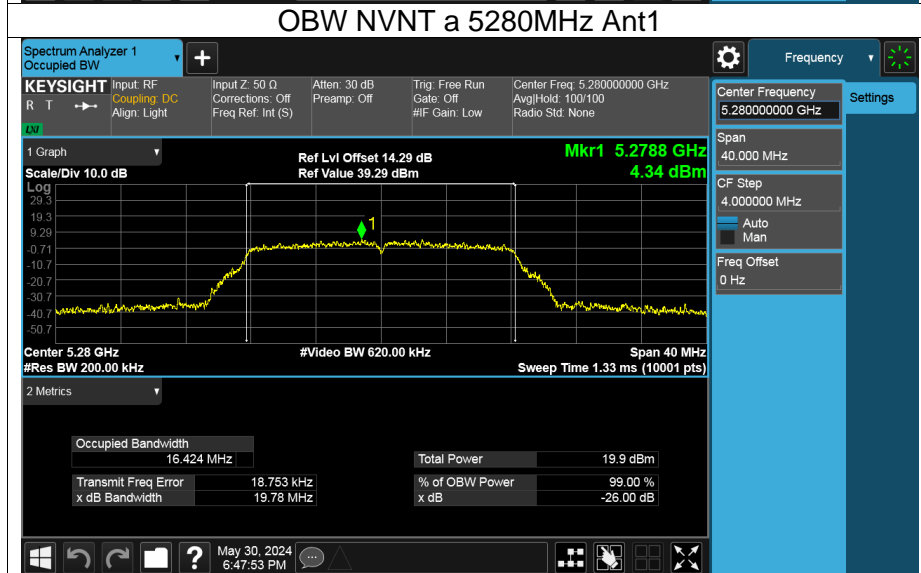 OBW NVNT a 5280MHz Ant1
Spectrum Analyzer 1
Occupied BW
+
Frequency
KEYSIGHT
R T
LXI
Input: RF
Coupling: DC
Align: Light
Input Z: 50 Ω
Corrections: Off
Freq Ref: Int (S)
Atten: 30 dB
Preamp: Off
Trig: Free Run
Gate: Off
#IF Gain: Low
Center Freq: 5.280000000 GHz
Avg|Hold: 100/100
Radio Std: None
Center Frequency
5.280000000 GHz
Settings
Span
40.000 MHz
CF Step
4.000000 MHz
Auto
Man
Freq Offset
0 Hz
1 Graph
Scale/Div 10.0 dB
Ref Lvl Offset 14.29 dB
Ref Value 39.29 dBm
Mkr1 5.2788 GHz
4.34 dBm
Log
29.3
19.3
9.29
-0.71
-10.7
-20.7
-30.7
-40.7
-50.7
1
Center 5.28 GHz
#Video BW 620.00 kHz
Span 40 MHz
#Res BW 200.00 kHz
Sweep Time 1.33 ms (10001 pts)
2 Metrics
Occupied Bandwidth
16.424 MHz
Total Power 19.9 dBm
Transmit Freq Error 18.753 kHz
% of OBW Power 99.00 %
x dB Bandwidth 19.78 MHz
x dB -26.00 dB
?
May 30, 2024
6:47:53 PM